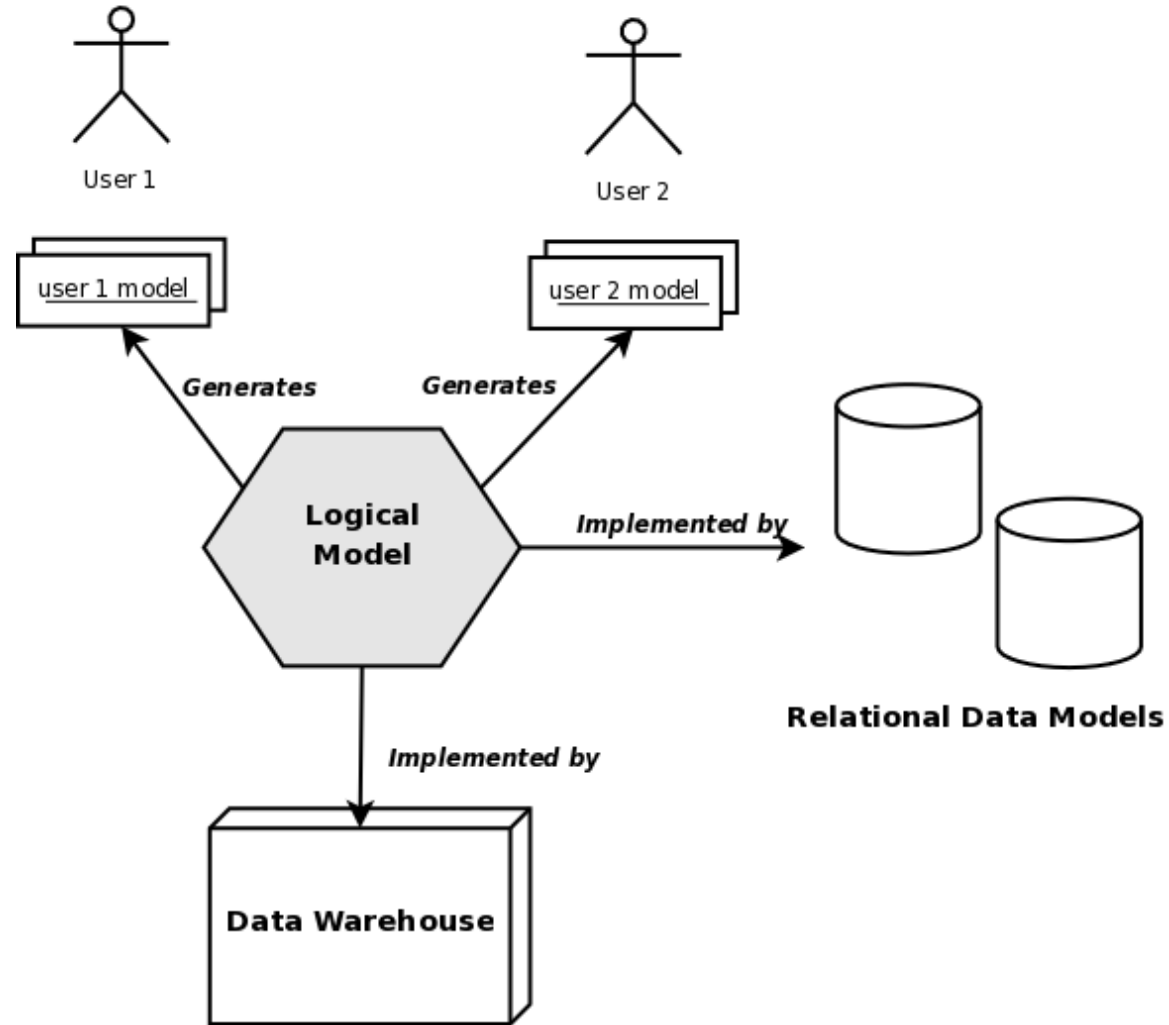 User 1
User 2
user 1 model
user 2 model
Generates
Generates
Logical
Model
Implemented by
Relational Data Models
Implemented by
Data Warehouse